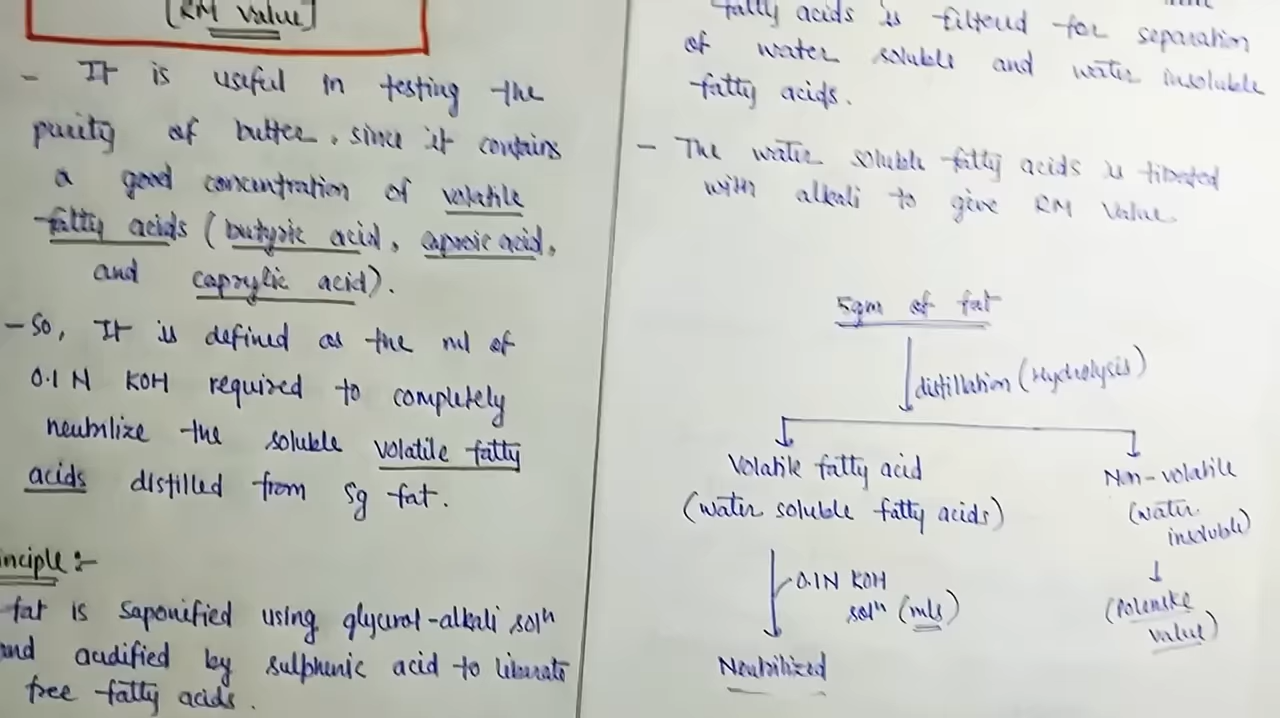 [RM Value]
- It is useful in testing the
purity of butter, since it contains
a good concentration of volatile
fatty acids (butyric acid, caproic acid,
and caprylic acid).
- So, It is defined as the ml of
0.1 N KOH required to completely
neutrilize the soluble volatile fatty
acids distilled from 5g fat.
inciple :-
fat is saponified using glycerol-alkali solⁿ
and acidified by sulphuric acid to liberate
free fatty acids.
fatty acids is filtered for separation
of water soluble and water insoluble
fatty acids.
- The water soluble fatty acids is titrated
with alkali to give RM Value.
5gm of fat
distillation (Hydrolysis)
Volatile fatty acid
(water soluble fatty acids)
Non-volatile
(water
insoluble)
0.1N KOH
solⁿ (mls)
(Polenske
value)
Neutrilized